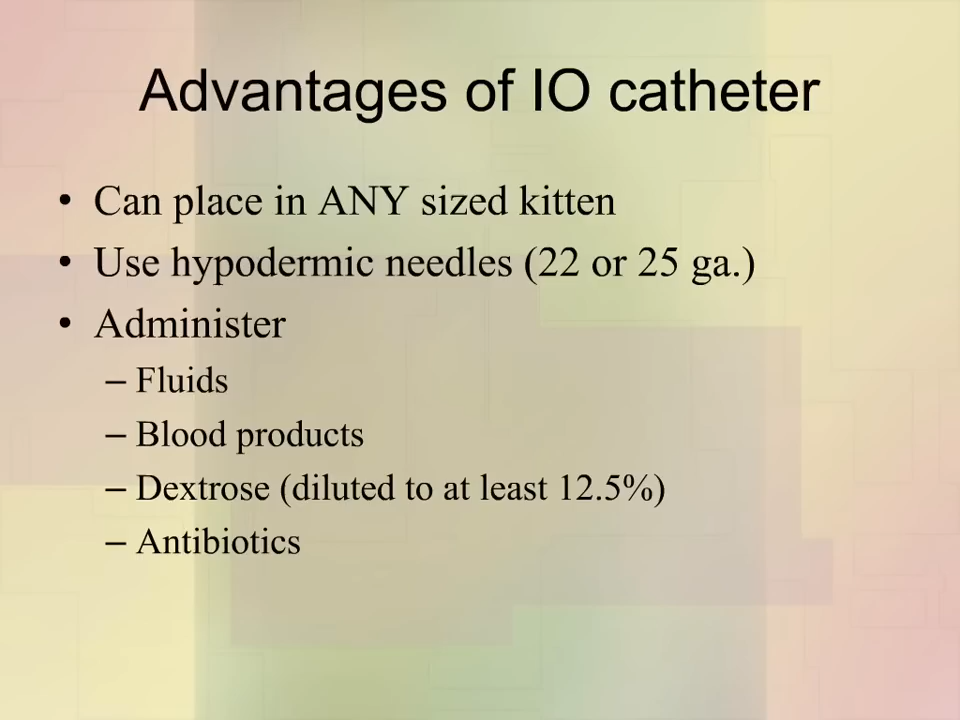 Advantages of IO catheter
• Can place in ANY sized kitten
• Use hypodermic needles (22 or 25 ga.)
• Administer
– Fluids
– Blood products
– Dextrose (diluted to at least 12.5%)
– Antibiotics